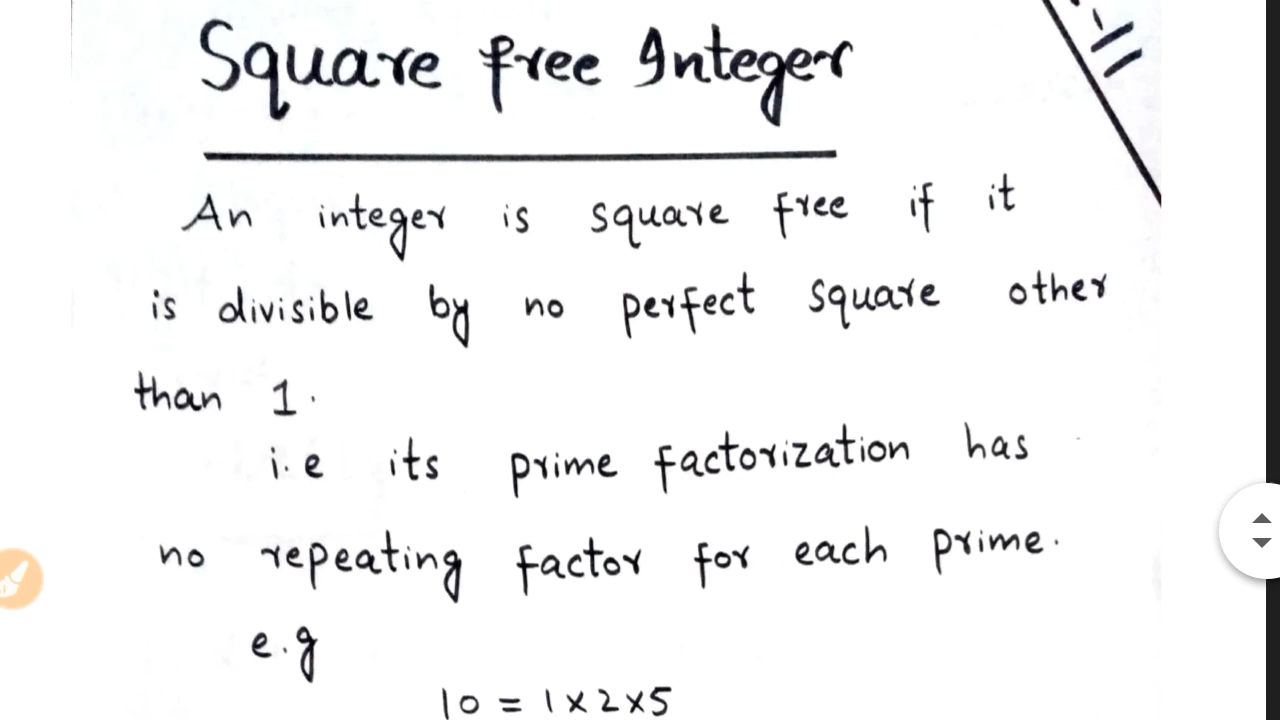 Square free Integer
An integer is square free if it
is divisible by no perfect square other
than 1.
i.e its prime factorization has
no repeating factor for each prime.
e.g
10 = 1×2×5